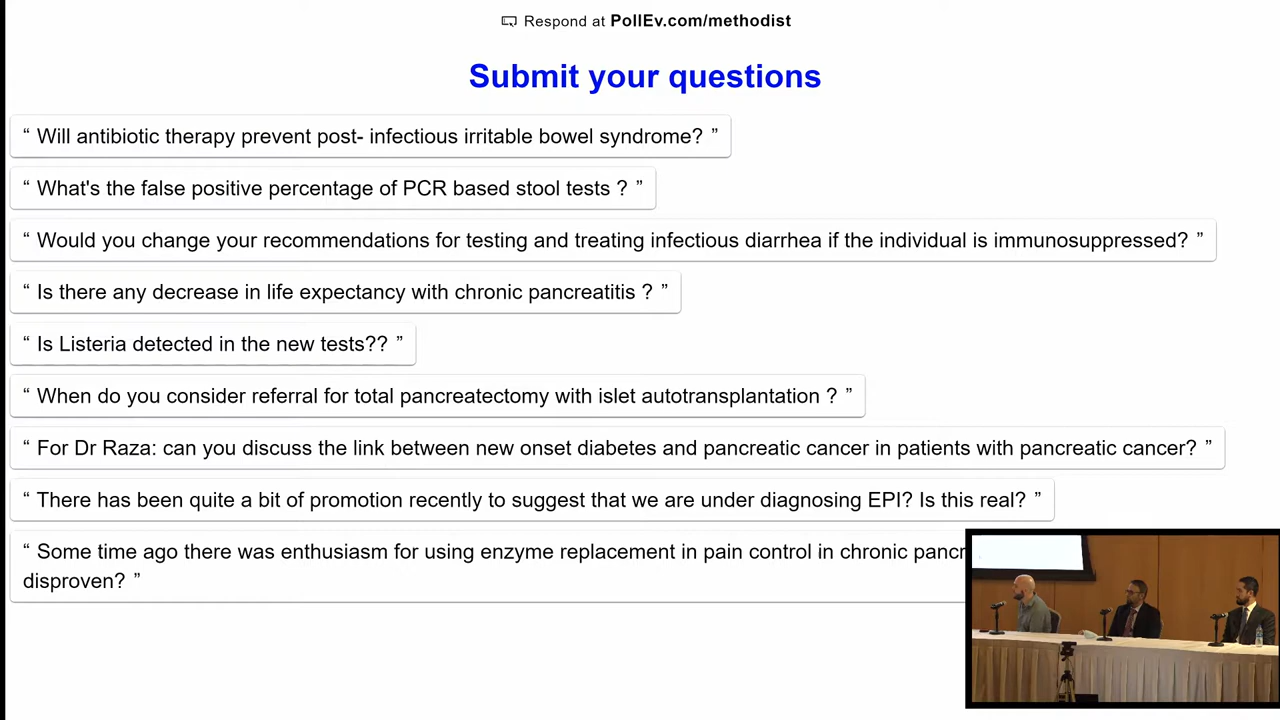 Respond at PollEv.com/methodist
Submit your questions
“ Will antibiotic therapy prevent post- infectious irritable bowel syndrome? ”
“ What's the false positive percentage of PCR based stool tests ? ”
“ Would you change your recommendations for testing and treating infectious diarrhea if the individual is immunosuppressed? ”
“ Is there any decrease in life expectancy with chronic pancreatitis ? ”
“ Is Listeria detected in the new tests?? ”
“ When do you consider referral for total pancreatectomy with islet autotransplantation ? ”
“ For Dr Raza: can you discuss the link between new onset diabetes and pancreatic cancer in patients with pancreatic cancer? ”
“ There has been quite a bit of promotion recently to suggest that we are under diagnosing EPI? Is this real? ”
“ Some time ago there was enthusiasm for using enzyme replacement in pain control in chronic pancr
disproven? ”